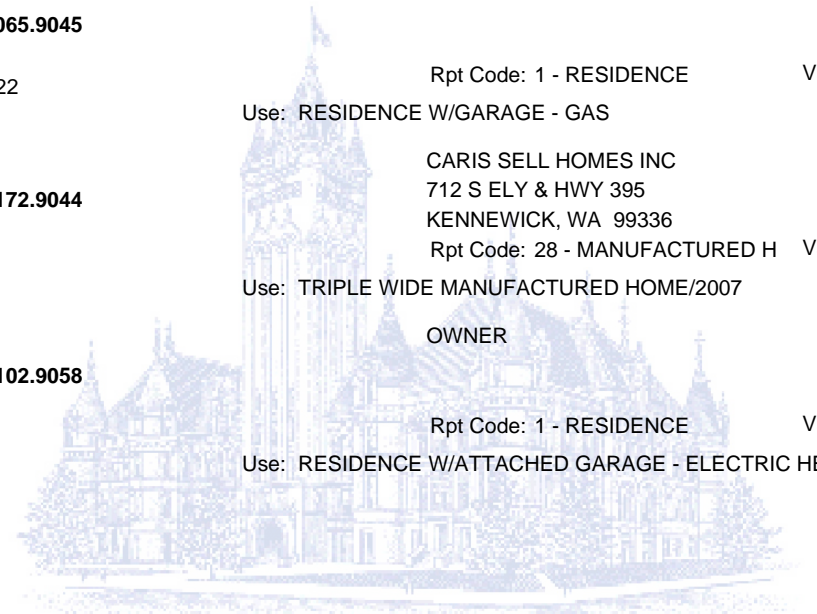 065.9045
Rpt Code: 1 - RESIDENCE V
22
Use: RESIDENCE W/GARAGE - GAS
CARIS SELL HOMES INC
712 S ELY & HWY 395
172.9044
KENNEWICK, WA 99336
Rpt Code: 28 - MANUFACTURED H V
Use: TRIPLE WIDE MANUFACTURED HOME/2007
OWNER
102.9058
Rpt Code: 1 - RESIDENCE V
Use: RESIDENCE W/ATTACHED GARAGE - ELECTRIC HE